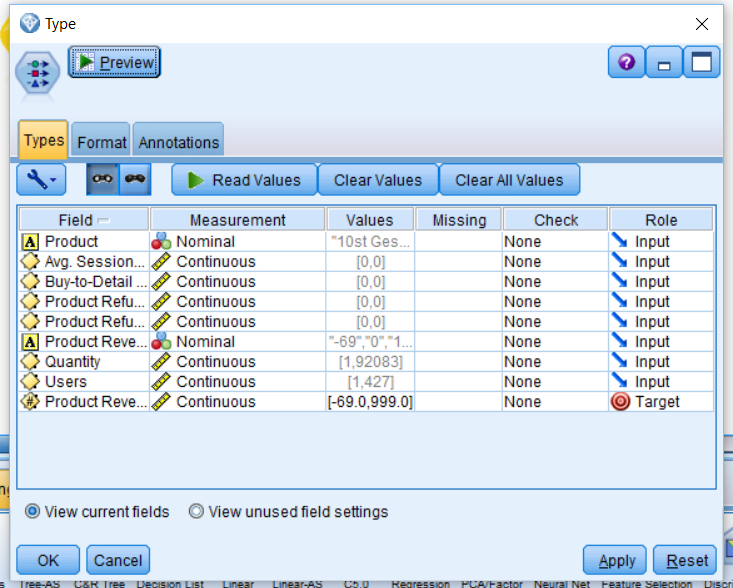 Type
Preview
Types Format Annotations
Read Values Clear Values Clear All Values
Field Measurement Values Missing Check Role
Product Nominal "10st Ges... None Input
Avg. Session... Continuous [0,0] None Input
Buy-to-Detail ... Continuous [0,0] None Input
Product Refu... Continuous [0,0] None Input
Product Refu... Continuous [0,0] None Input
Product Reve... Nominal "-69","0","1... None Input
Quantity Continuous [1,92083] None Input
Users Continuous [1,427] None Input
Product Reve... Continuous [-69.0,999.0] None Target
View current fields View unused field settings
OK Cancel Apply Reset
Tree-AS C&R Tree Decision List Linear Linear-AS C5.0 Regression PCA/Factor Neural Net Feature Selection